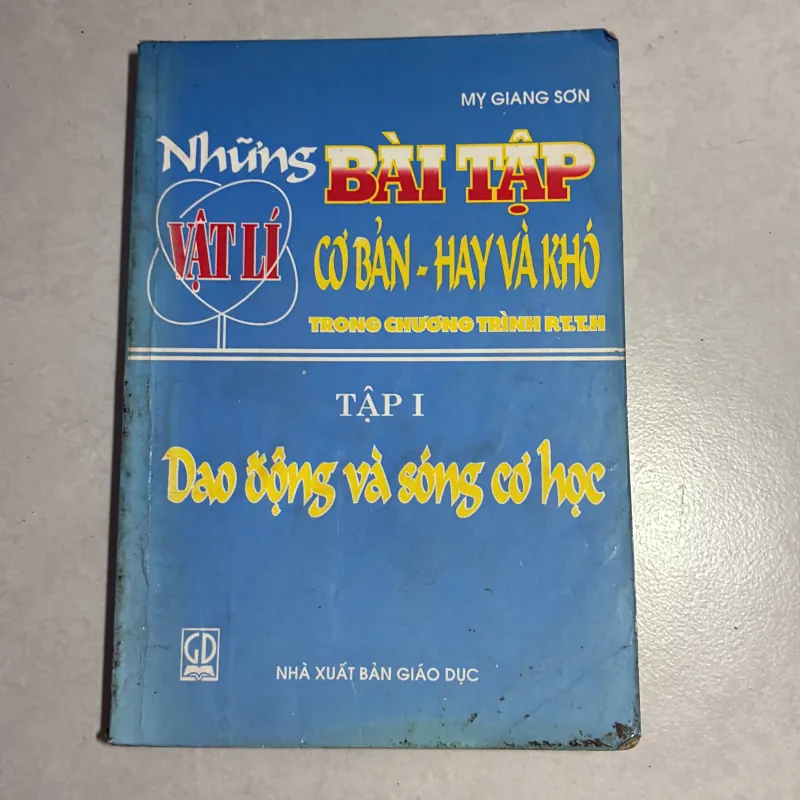 MỴ GIANG SƠN
Những BÀI TẬP
VẬT LÍ CƠ BẢN - HAY VÀ KHÓ
TRONG CHƯƠNG TRÌNH P.T.T.H
TẬP I
Dao động và sóng cơ học
GD
NHÀ XUẤT BẢN GIÁO DỤC